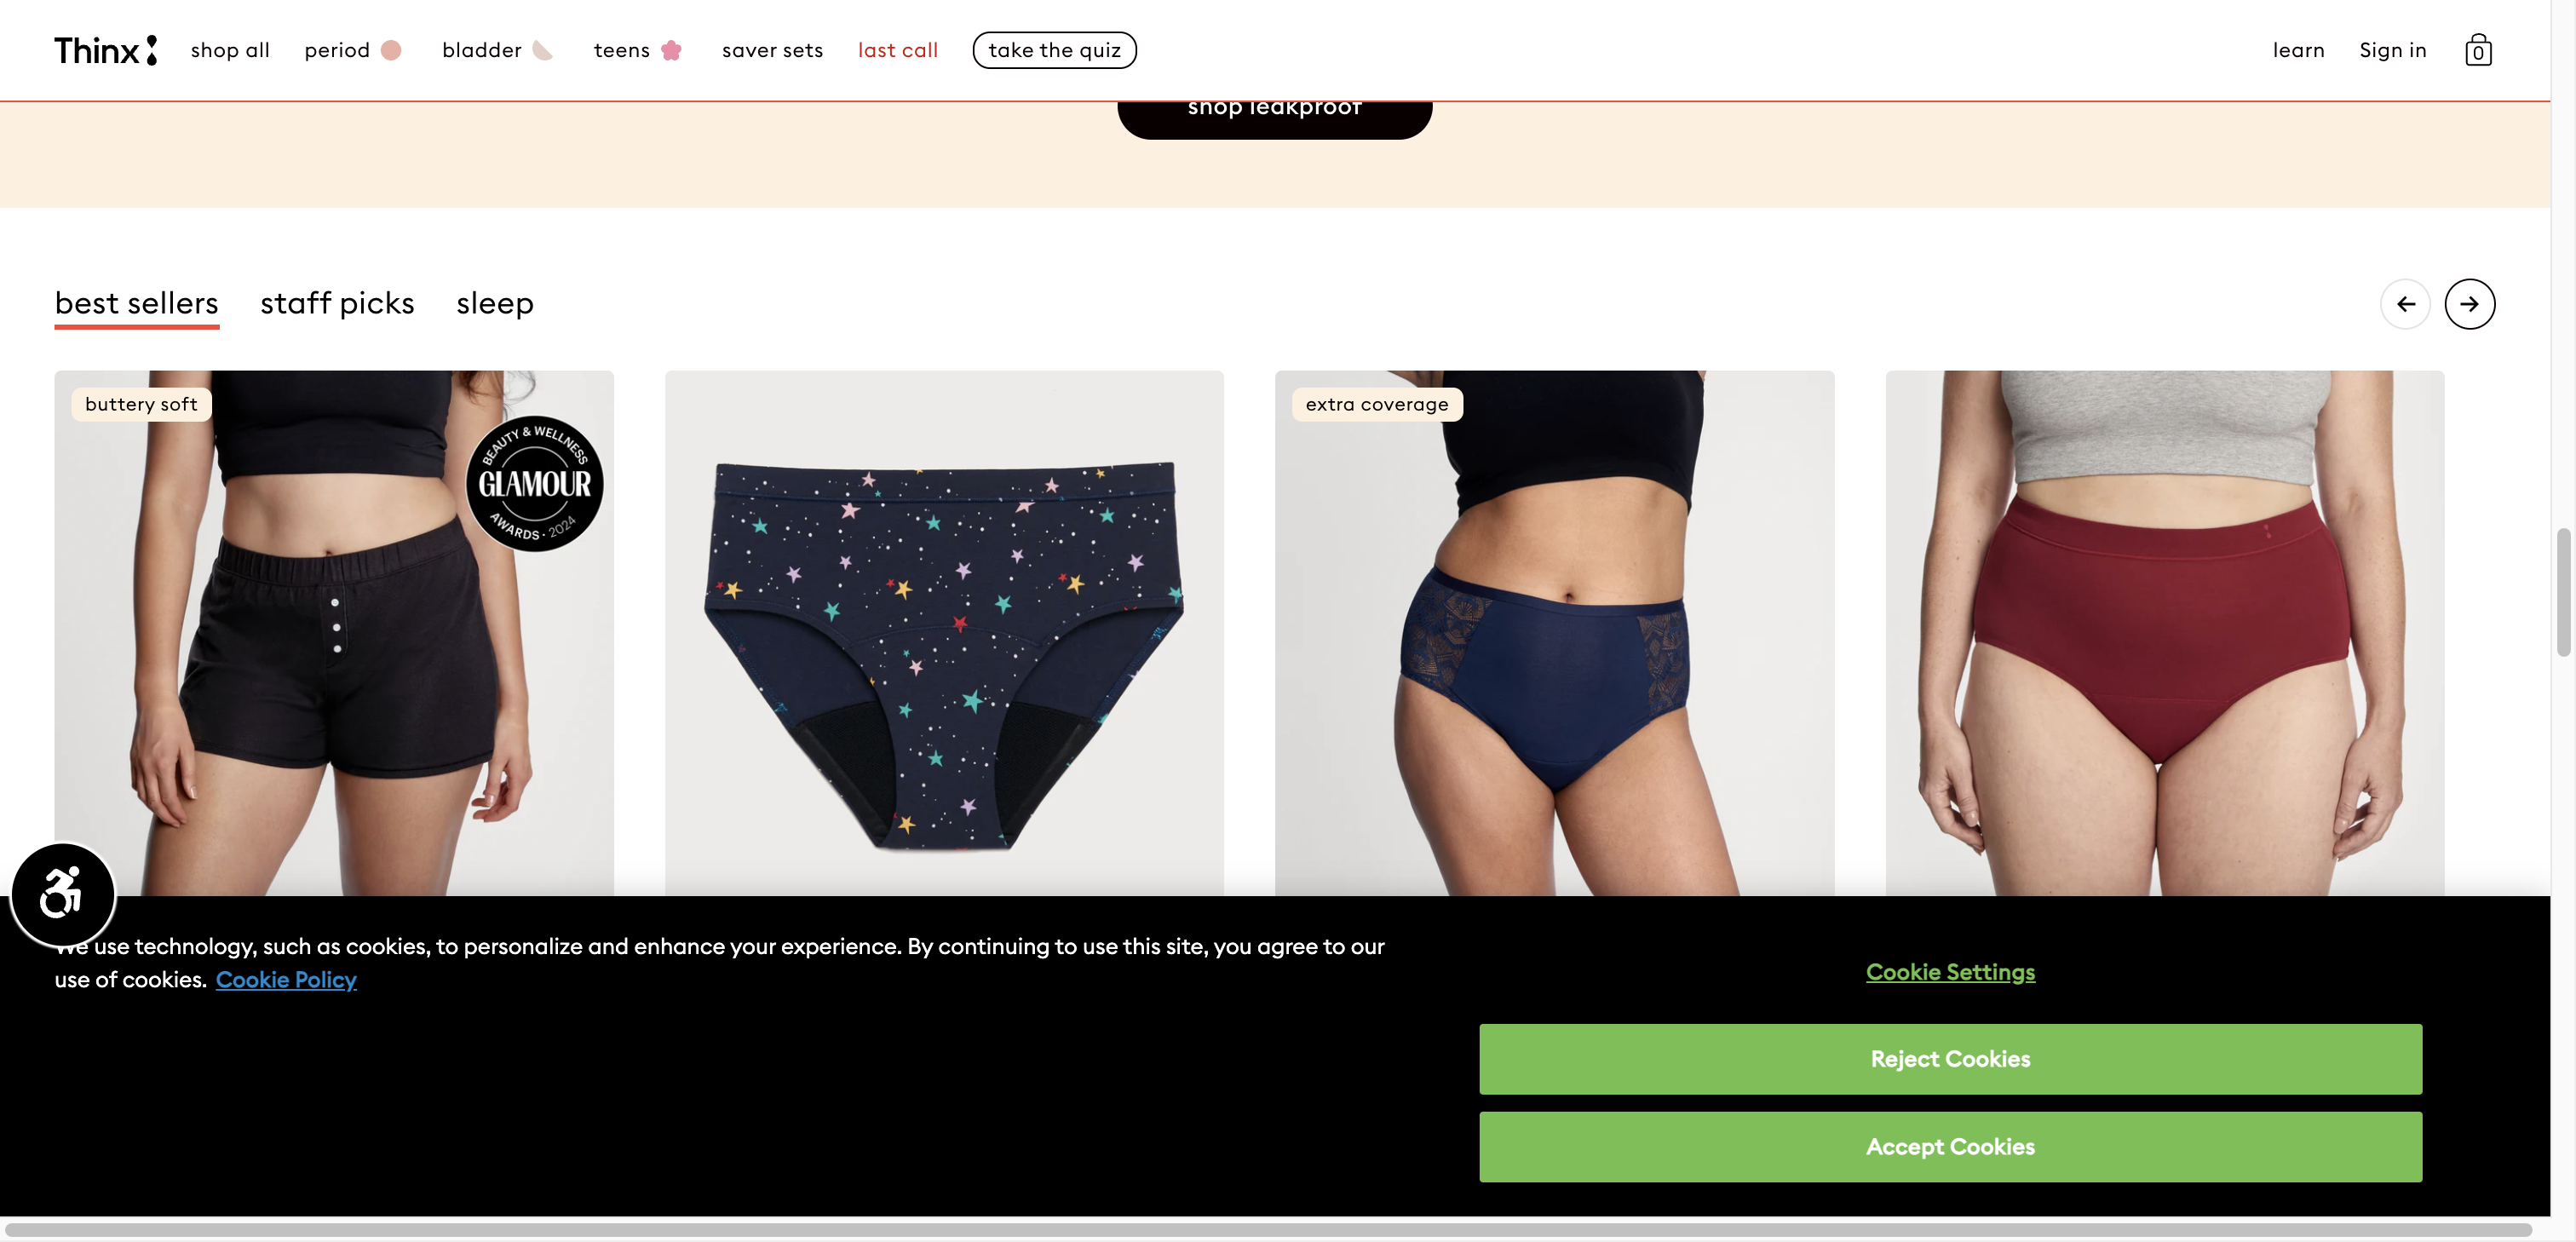 Thinx
shop all
period
bladder
teens
saver sets
last call
take the quiz
learn
Sign in
0
shop leakproof
best sellers
staff picks
sleep
buttery soft
BEAUTY & WELLNESS
GLAMOUR
AWARDS · 2024
extra coverage
We use technology, such as cookies, to personalize and enhance your experience. By continuing to use this site, you agree to our
use of cookies. Cookie Policy
Cookie Settings
Reject Cookies
Accept Cookies